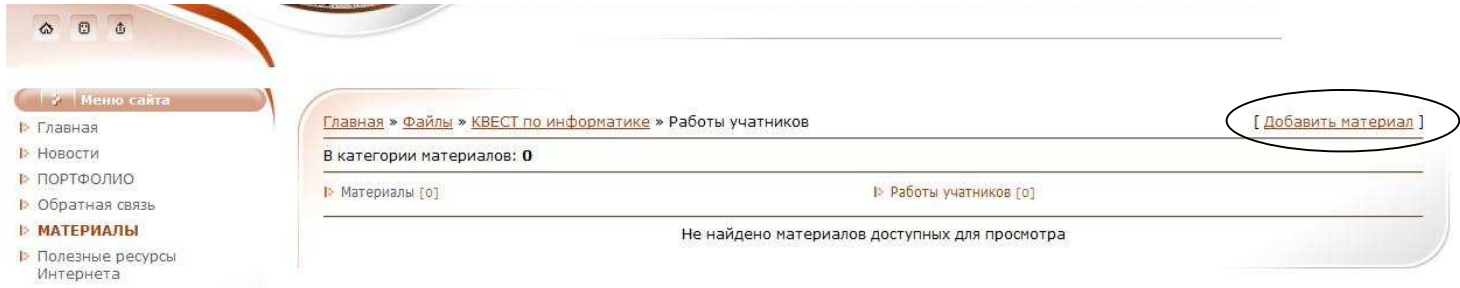 Меню сайта
Главная
Новости
ПОРТФОЛИО
Обратная связь
МАТЕРИАЛЫ
Полезные ресурсы
Интернета
Главная » Файлы » КВЕСТ по информатике » Работы учатников
[ Добавить материал ]
В категории материалов: 0
Материалы [0]
Работы учатников [0]
Не найдено материалов доступных для просмотра